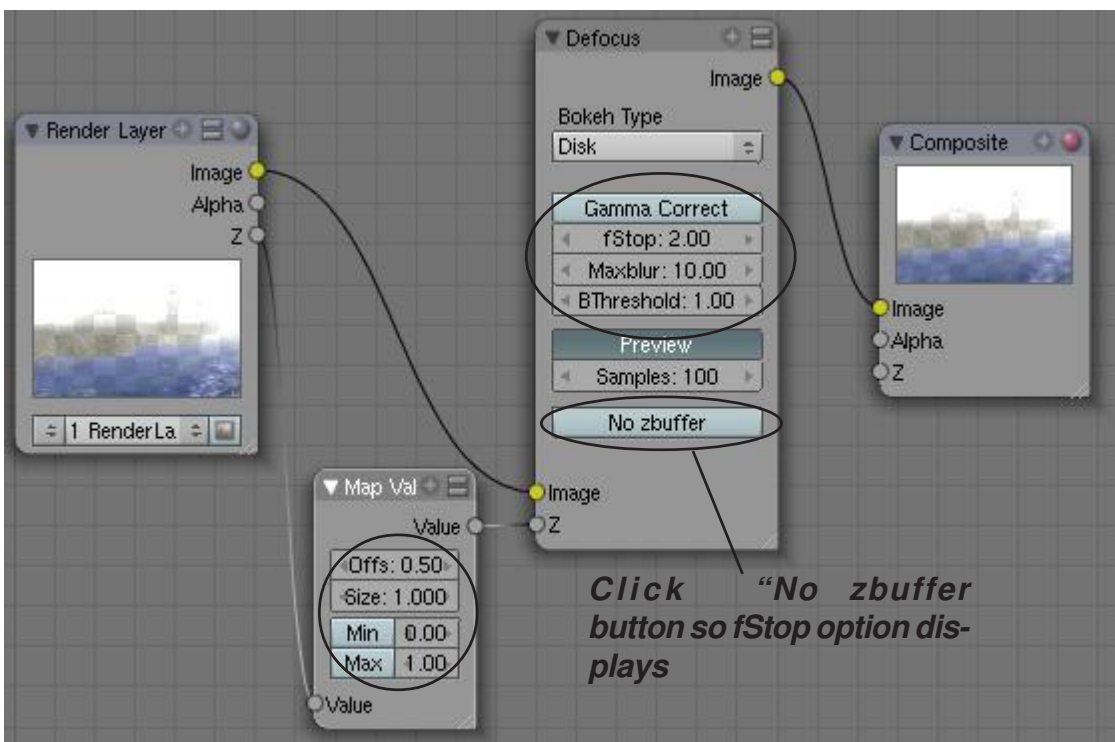 Render Layer
Image
Alpha
Z
1 RenderLa
Map Val
Value
Offs: 0.50
Size: 1.000
Min 0.00
Max 1.00
Value
Defocus
Image
Bokeh Type
Disk
Gamma Correct
fStop: 2.00
Maxblur: 10.00
BThreshold: 1.00
Preview
Samples: 100
No zbuffer
Image
Z
Click “No zbuffer
button so fStop option dis-
plays
Composite
Image
Alpha
Z